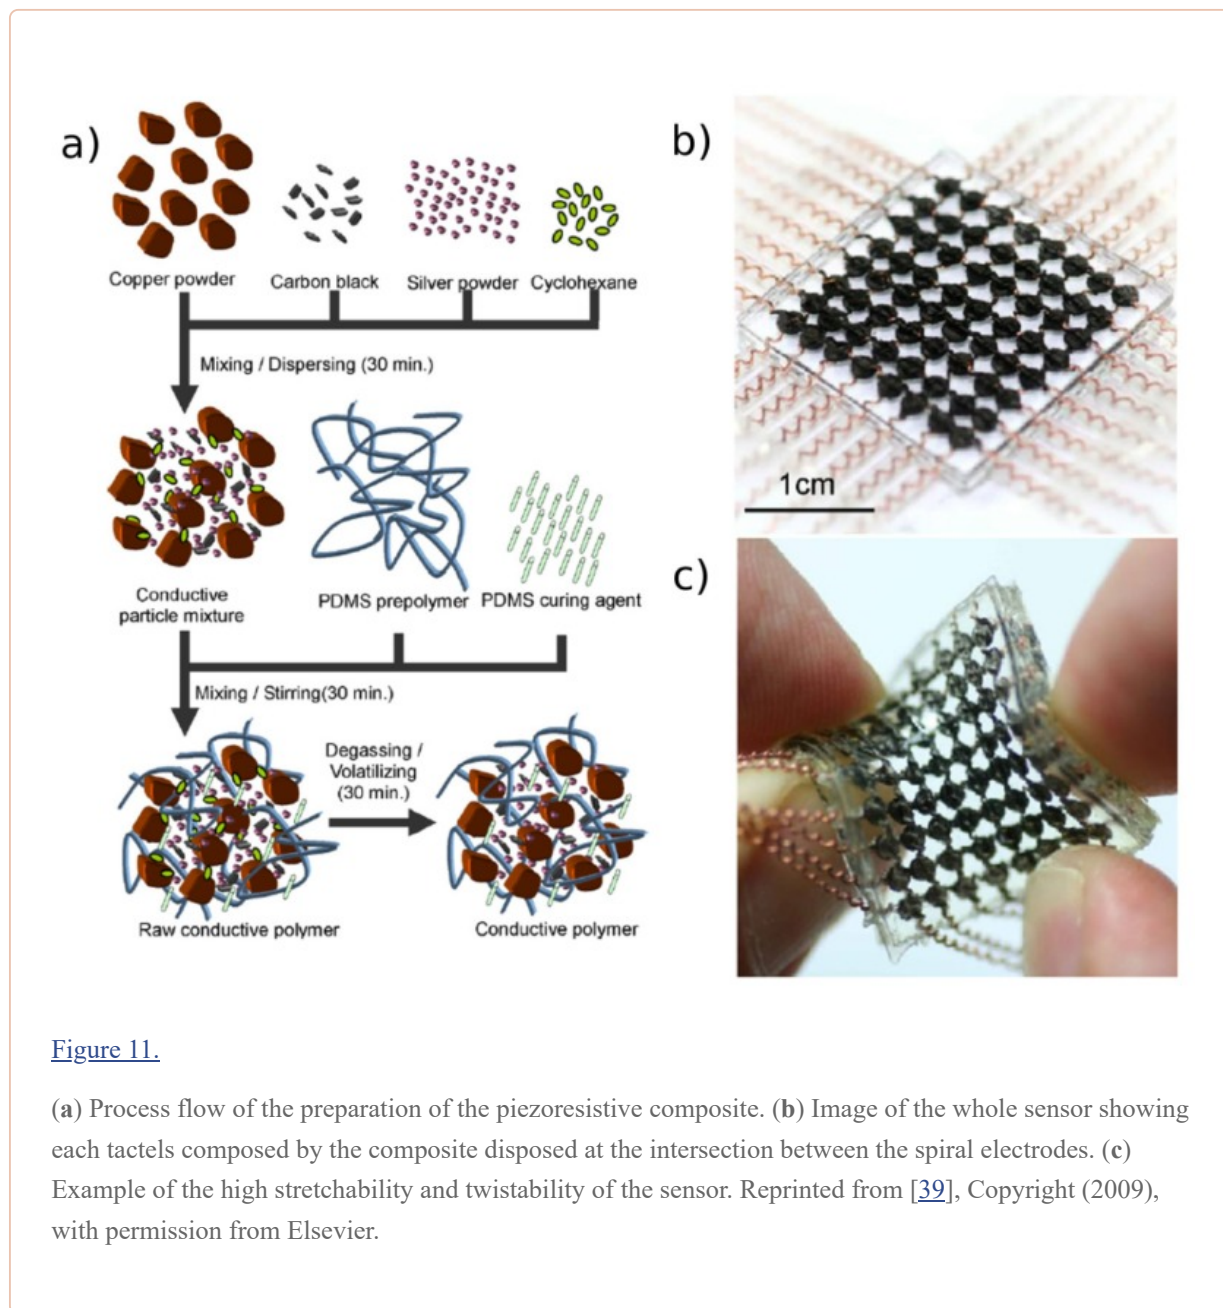 a)
Copper powder
Carbon black
Silver powder
Cyclohexane
Mixing / Dispersing (30 min.)
Conductive
particle mixture
PDMS prepolymer
PDMS curing agent
Mixing / Stirring(30 min.)
Degassing /
Volatilizing
(30 min.)
Raw conductive polymer
Conductive polymer
b)
1cm
c)
Figure 11.
(a) Process flow of the preparation of the piezoresistive composite. (b) Image of the whole sensor showing
each tactels composed by the composite disposed at the intersection between the spiral electrodes. (c)
Example of the high stretchability and twistability of the sensor. Reprinted from [39], Copyright (2009),
with permission from Elsevier.